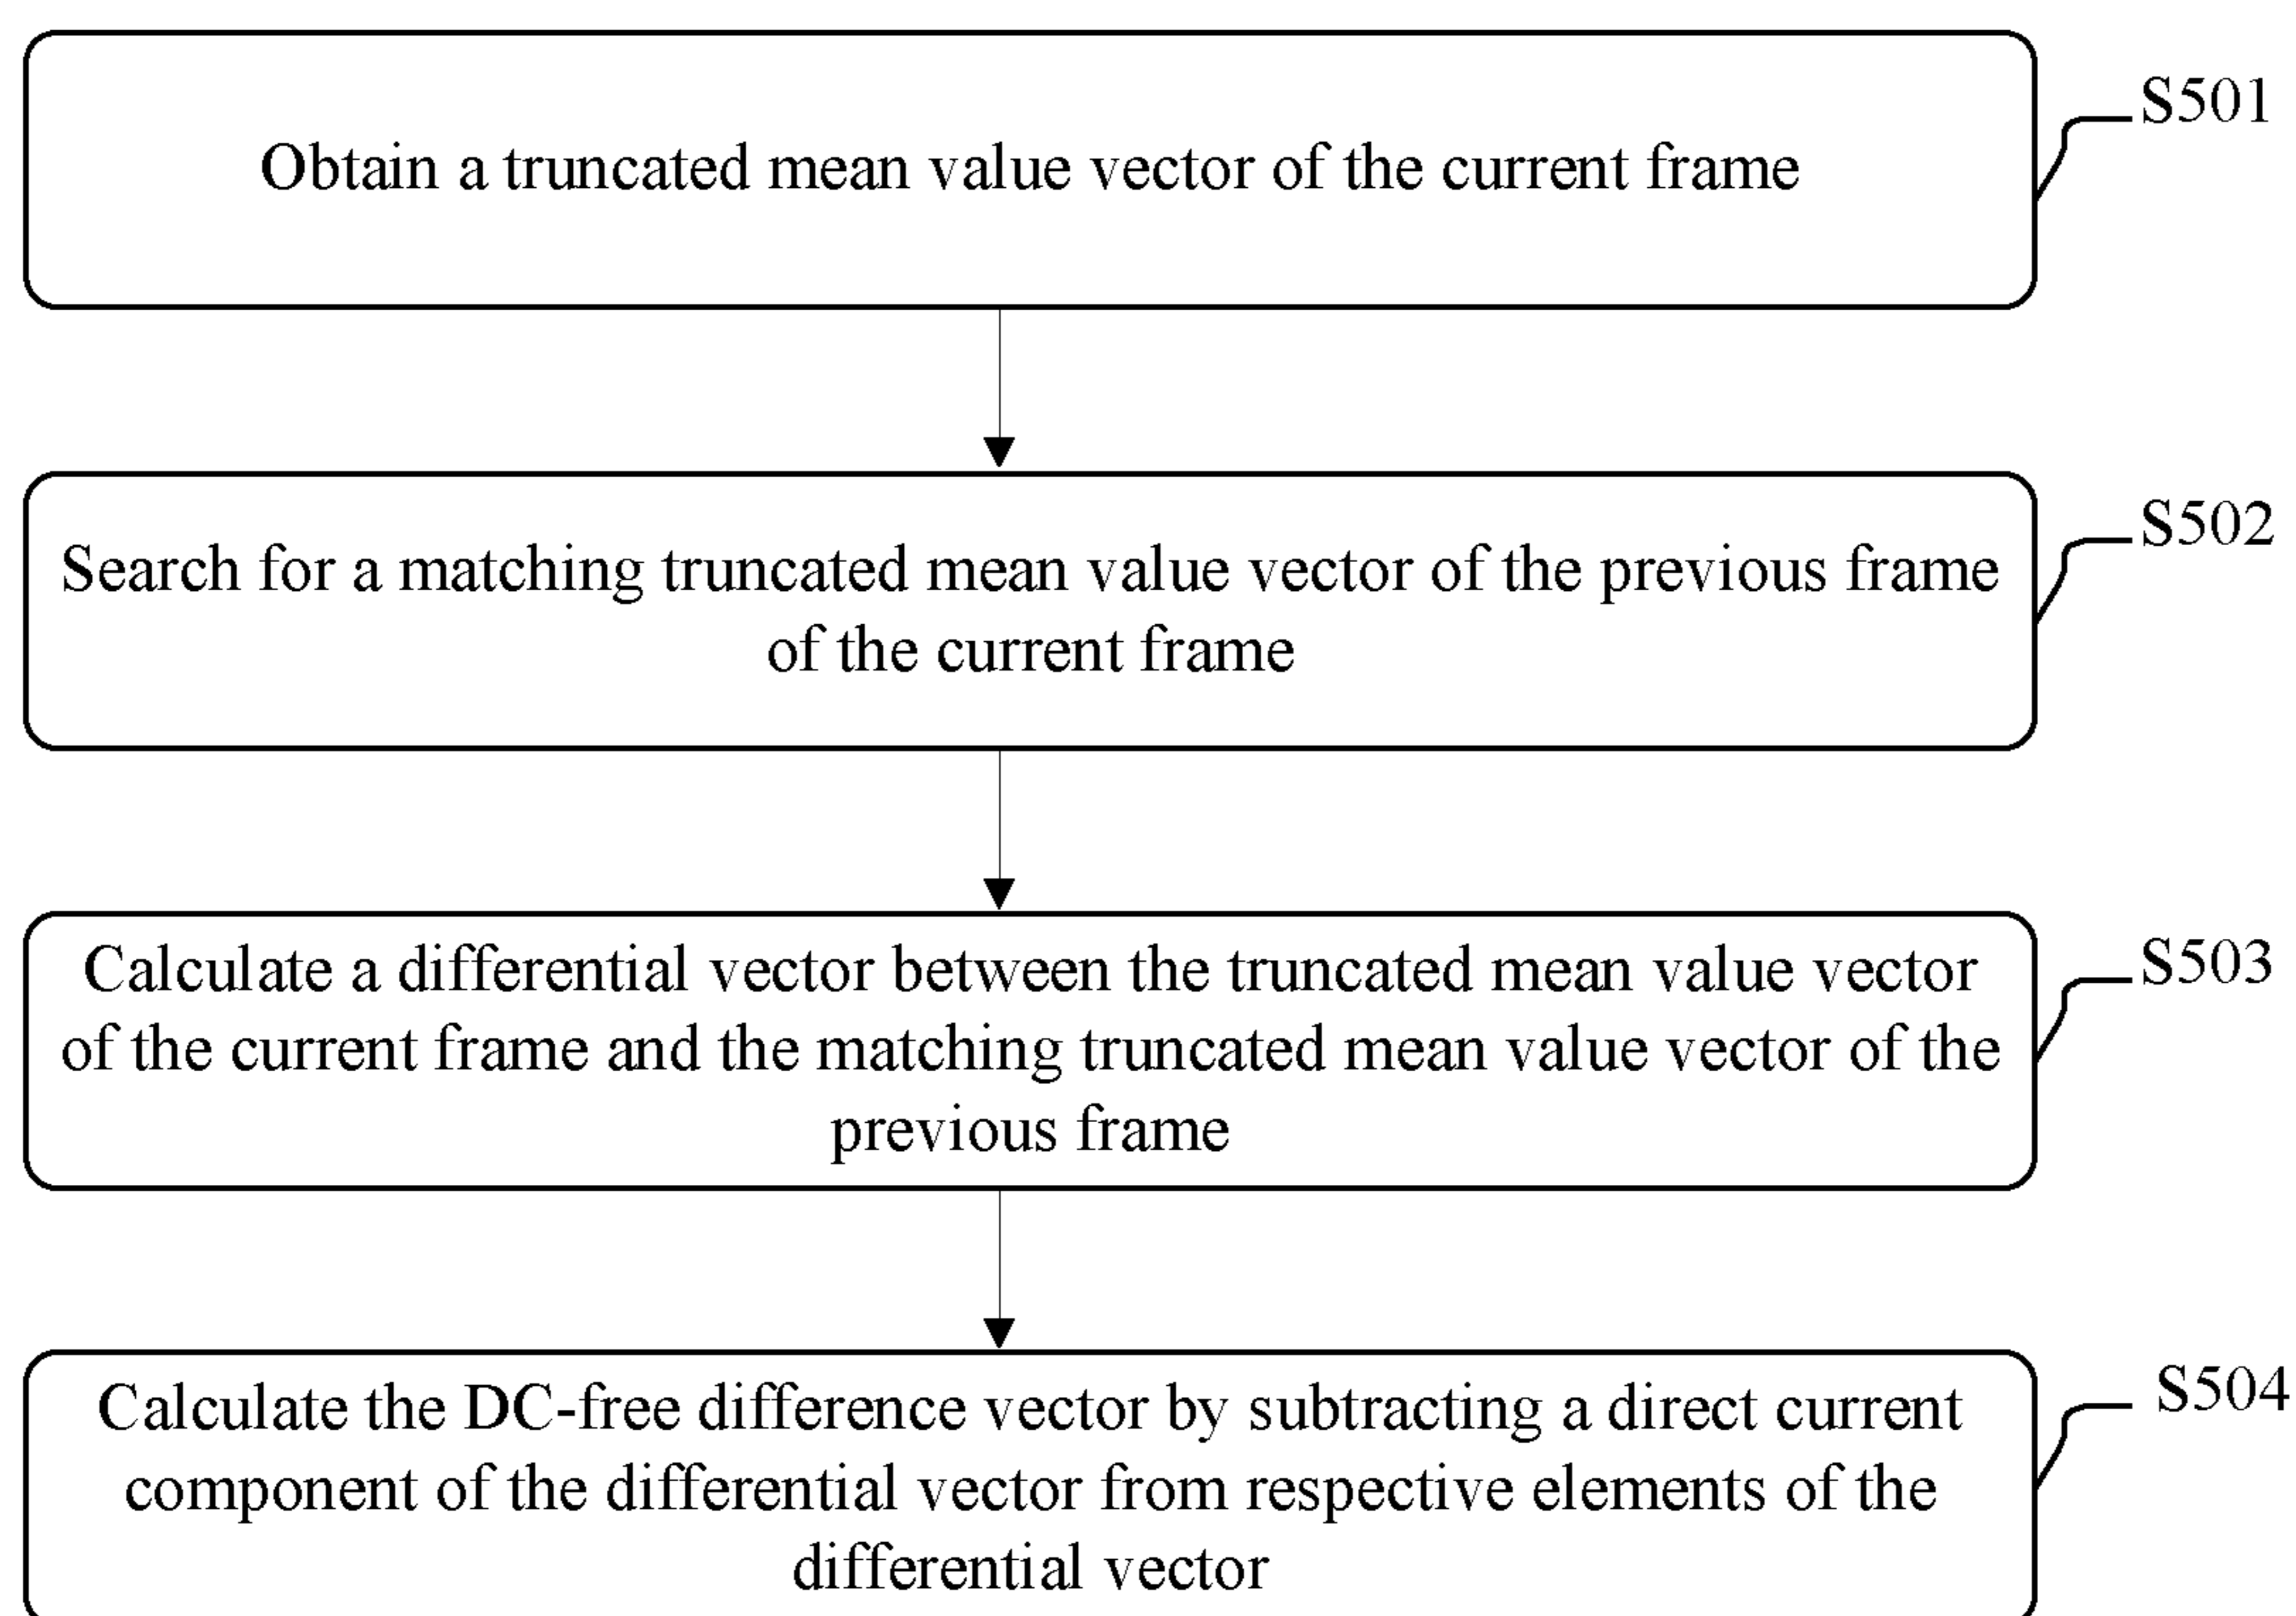 S501
Obtain a truncated mean value vector of the current frame
S502
Search for a matching truncated mean value vector of the previous frame
of the current frame
S503
Calculate a differential vector between the truncated mean value vector
of the current frame and the matching truncated mean value vector of the
previous frame
S504
Calculate the DC-free difference vector by subtracting a direct current
component of the differential vector from respective elements of the
differential vector